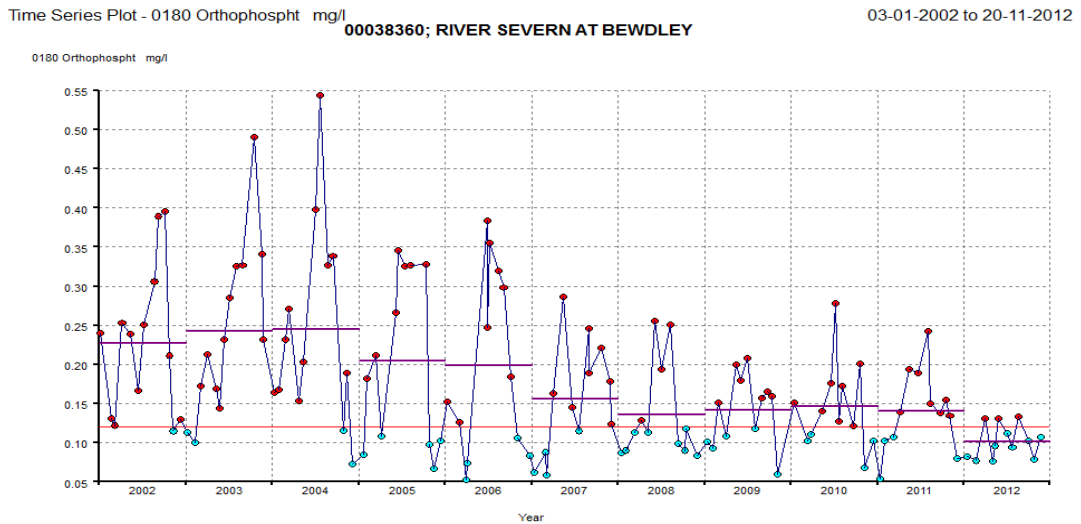 Time Series Plot - 0180 Orthophospht mg/l 03-01-2002 to 20-11-2012
00038360; RIVER SEVERN AT BEWDLEY
0180 Orthophospht mg/l
0.55
0.50
0.45
0.40
0.35
0.30
0.25
0.20
0.15
0.10
0.05
2002 2003 2004 2005 2006 2007 2008 2009 2010 2011 2012
Year